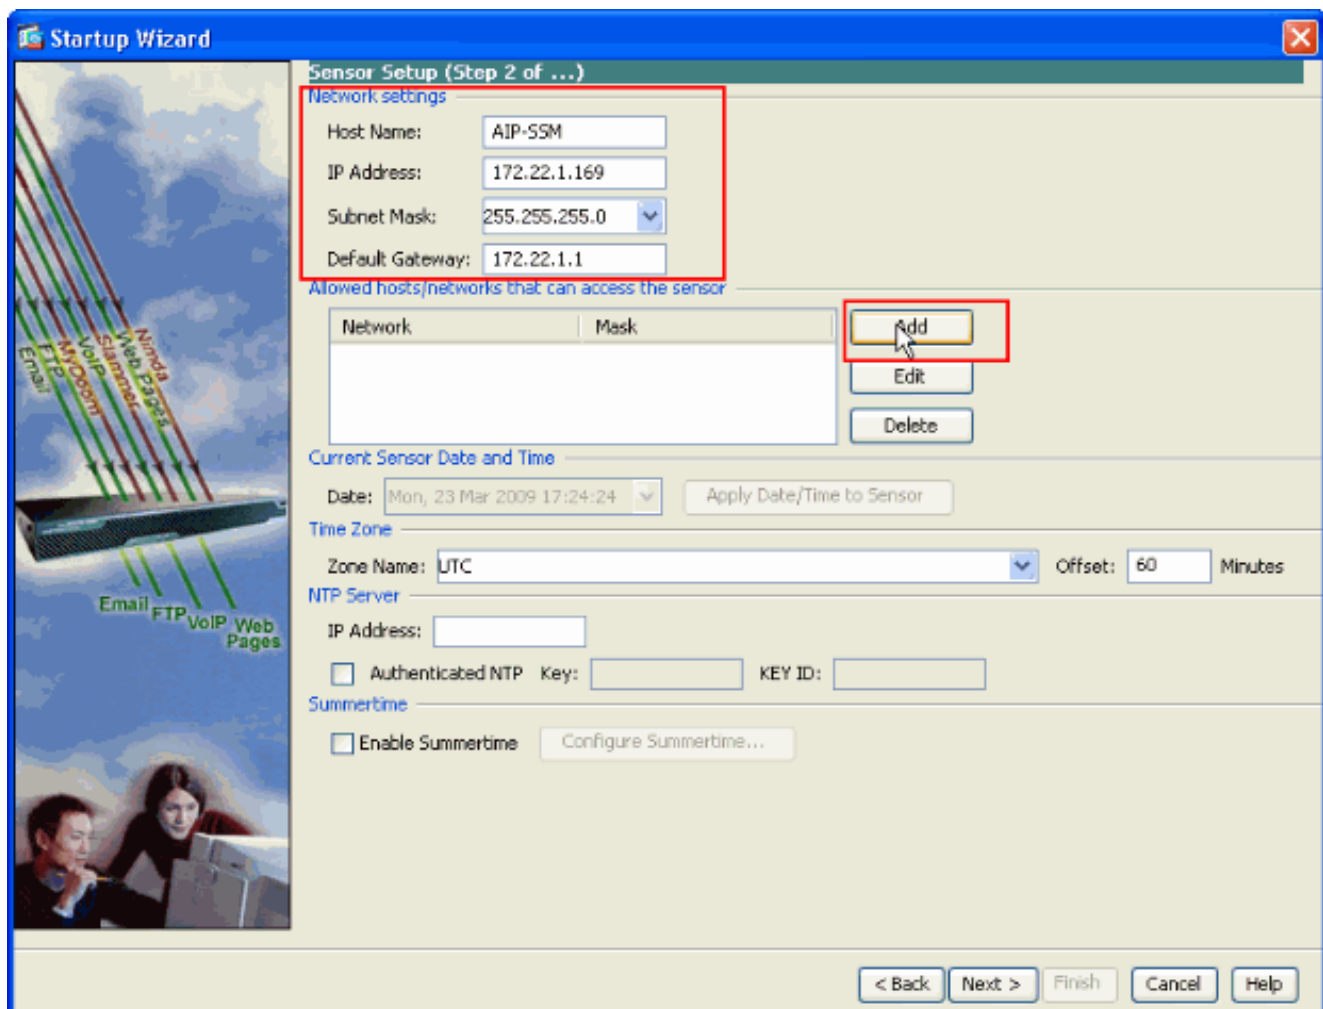 Startup Wizard
Sensor Setup (Step 2 of ...)
Network settings
Host Name: AIP-SSM
IP Address: 172.22.1.169
Subnet Mask: 255.255.255.0
Default Gateway: 172.22.1.1
Allowed hosts/networks that can access the sensor
Network Mask
Add
Edit
Delete
Current Sensor Date and Time
Date: Mon, 23 Mar 2009 17:24:24 Apply Date/Time to Sensor
Time Zone
Zone Name: UTC Offset: 60 Minutes
NTP Server
IP Address:
Authenticated NTP Key: KEY ID:
Summertime
Enable Summertime Configure Summertime...
Nimda
Web Pages
Slammer
VoIP
MyDoom
FTP
Email
Email FTP VoIP Web Pages
< Back Next > Finish Cancel Help